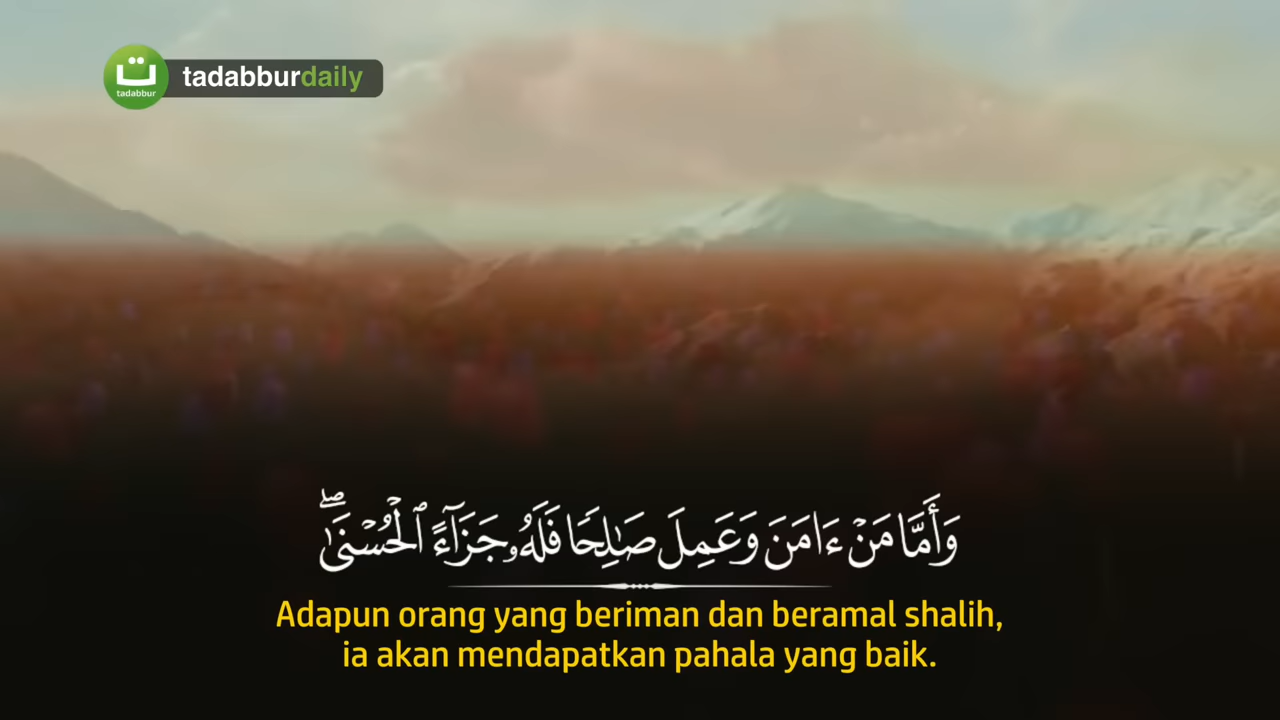 ت
tadabbur
tadabburdaily
وَأَمَّا مَنْ ءَامَنَ وَعَمِلَ صَـٰلِحًا فَلَهُۥ جَزَآءً ٱلْحُسْنَىٰ ۖ
Adapun orang yang beriman dan beramal shalih,
ia akan mendapatkan pahala yang baik.